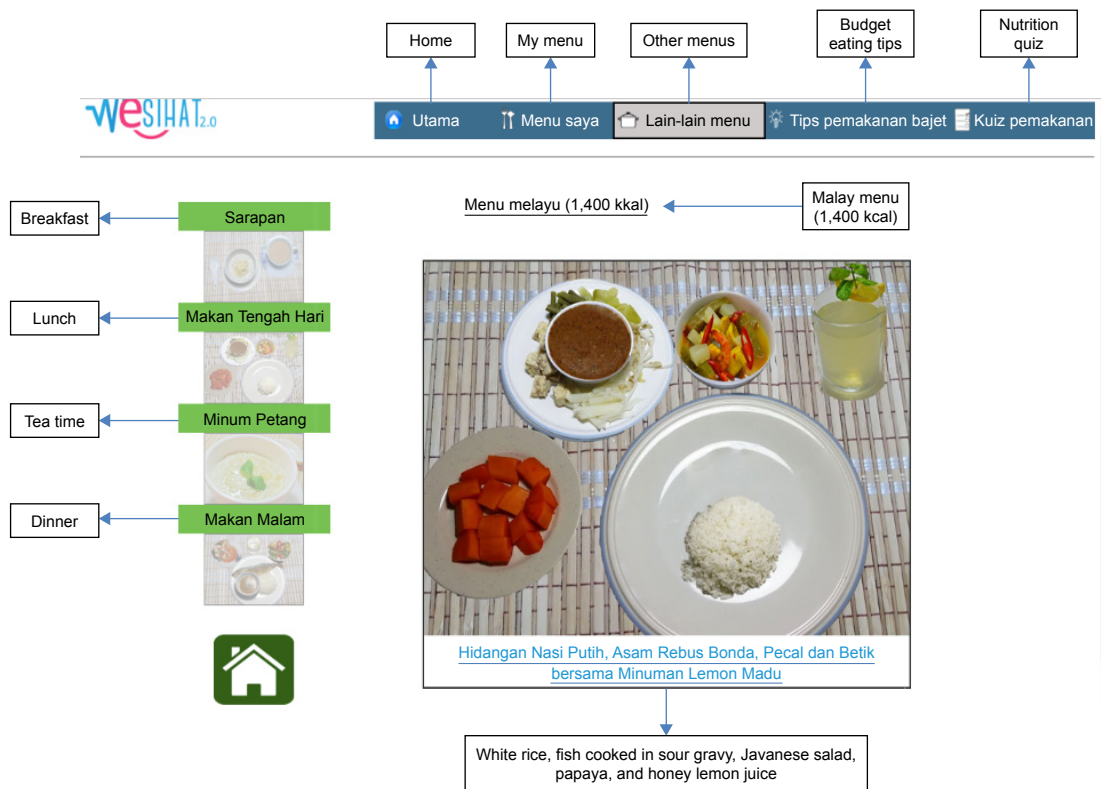 Home
My menu
Other menus
Budget
eating tips
Nutrition
quiz
WeSIHAT 2.0
Utama
Menu saya
Lain-lain menu
Tips pemakanan bajet
Kuiz pemakanan
Breakfast
Sarapan
Menu melayu (1,400 kkal)
Malay menu
(1,400 kcal)
Lunch
Makan Tengah Hari
Tea time
Minum Petang
Dinner
Makan Malam
Hidangan Nasi Putih, Asam Rebus Bonda, Pecal dan Betik
bersama Minuman Lemon Madu
White rice, fish cooked in sour gravy, Javanese salad,
papaya, and honey lemon juice